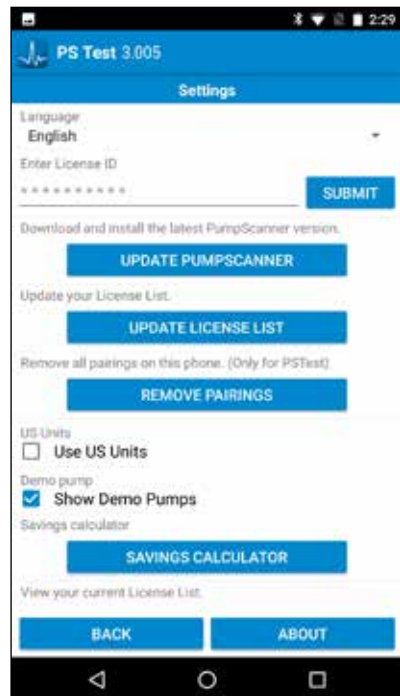 2:29
PS Test 3.005
Settings
Language
English
Enter License ID
* * * * * * * * * *
SUBMIT
Download and install the latest PumpScanner version.
UPDATE PUMPSCANNER
Update your License List.
UPDATE LICENSE LIST
Remove all pairings on this phone. (Only for PSTest)
REMOVE PAIRINGS
US Units
Use US Units
Demo pump
Show Demo Pumps
Savings calculator
SAVINGS CALCULATOR
View your current License List.
BACK
ABOUT